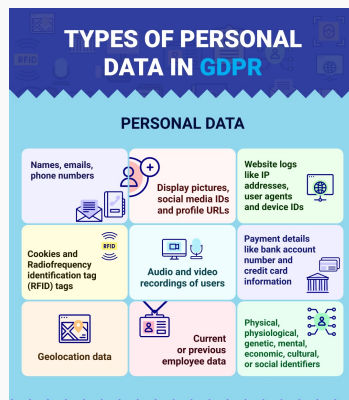 TYPES OF PERSONAL
DATA IN GDPR
RFID
PERSONAL DATA
Names, emails,
phone numbers
Display pictures,
social media IDs
and profile URLs
Website logs
like IP
addresses,
user agents
and device IDs
Cookies and
Radiofrequency
identification tag
(RFID) tags
RFID
Audio and video
recordings of users
Payment details
like bank account
number and
credit card
information
Geolocation data
Current
or previous
employee data
Physical,
physiological,
genetic, mental,
economic, cultural,
or social identifiers